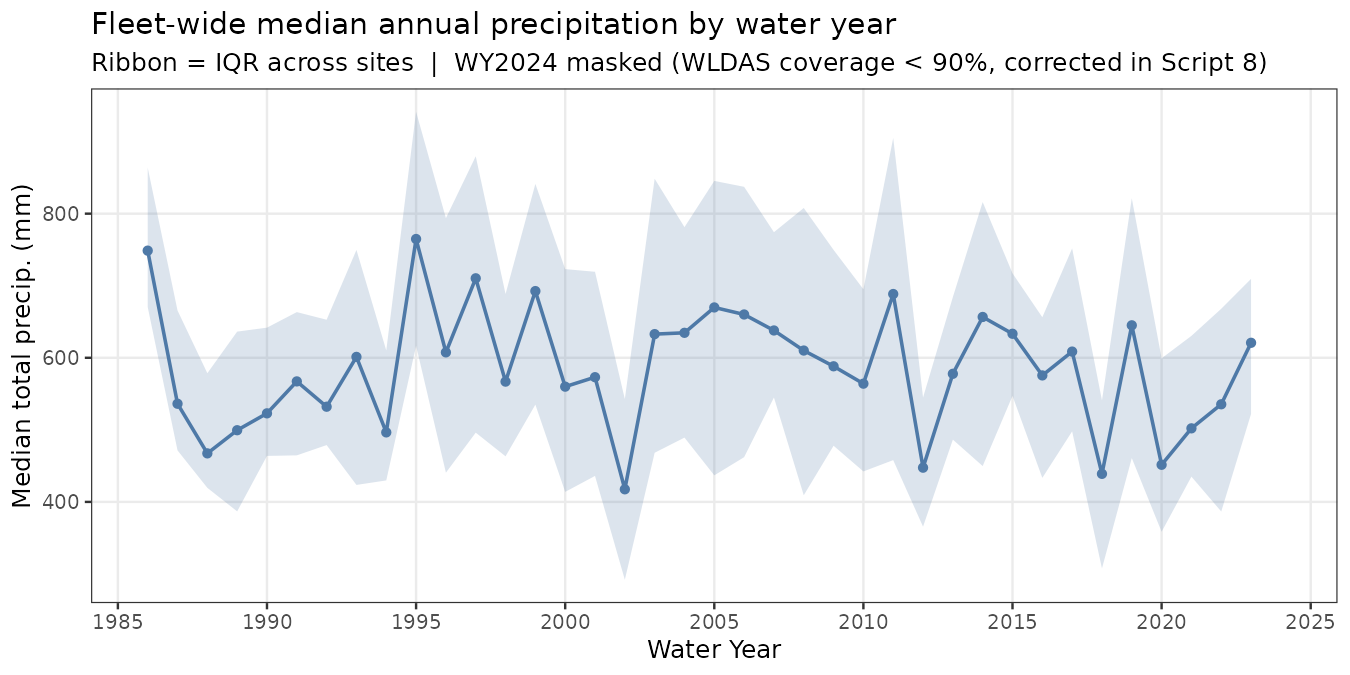 Fleet-wide median annual precipitation by water year
Ribbon = IQR across sites | WY2024 masked (WLDAS coverage < 90%, corrected in Script 8)
Median total precip. (mm)
800
600
400
1985 1990 1995 2000 2005 2010 2015 2020 2025
Water Year